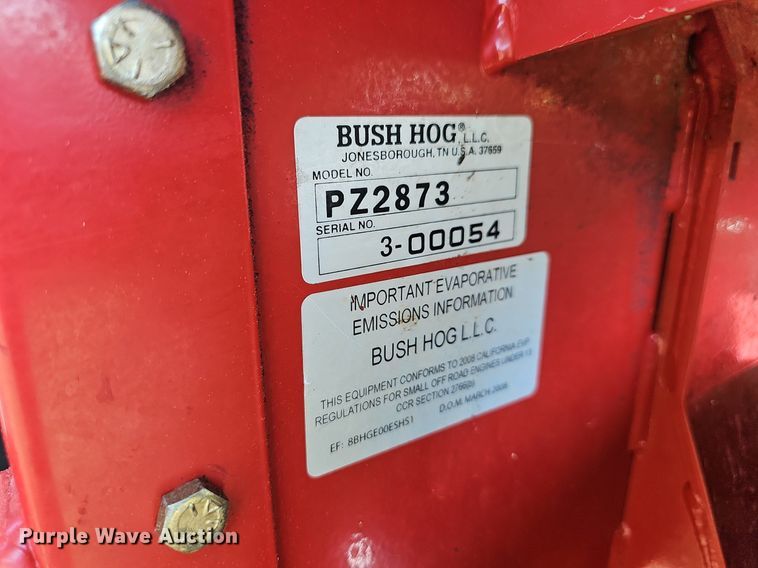 BUSH HOG® L.L.C.
JONESBOROUGH, TN U.S.A. 37659
MODEL NO.
PZ2873
SERIAL NO.
3-00054
IMPORTANT EVAPORATIVE
EMISSIONS INFORMATION
BUSH HOG L.L.C.
THIS EQUIPMENT CONFORMS TO 2008 CALIFORNIA EVP
REGULATIONS FOR SMALL OFF ROAD ENGINES UNDER 13
CCR SECTION
D.O.M. MARCH 2008
EF: 8BHGE00ESHS1
Purple Wave Auction